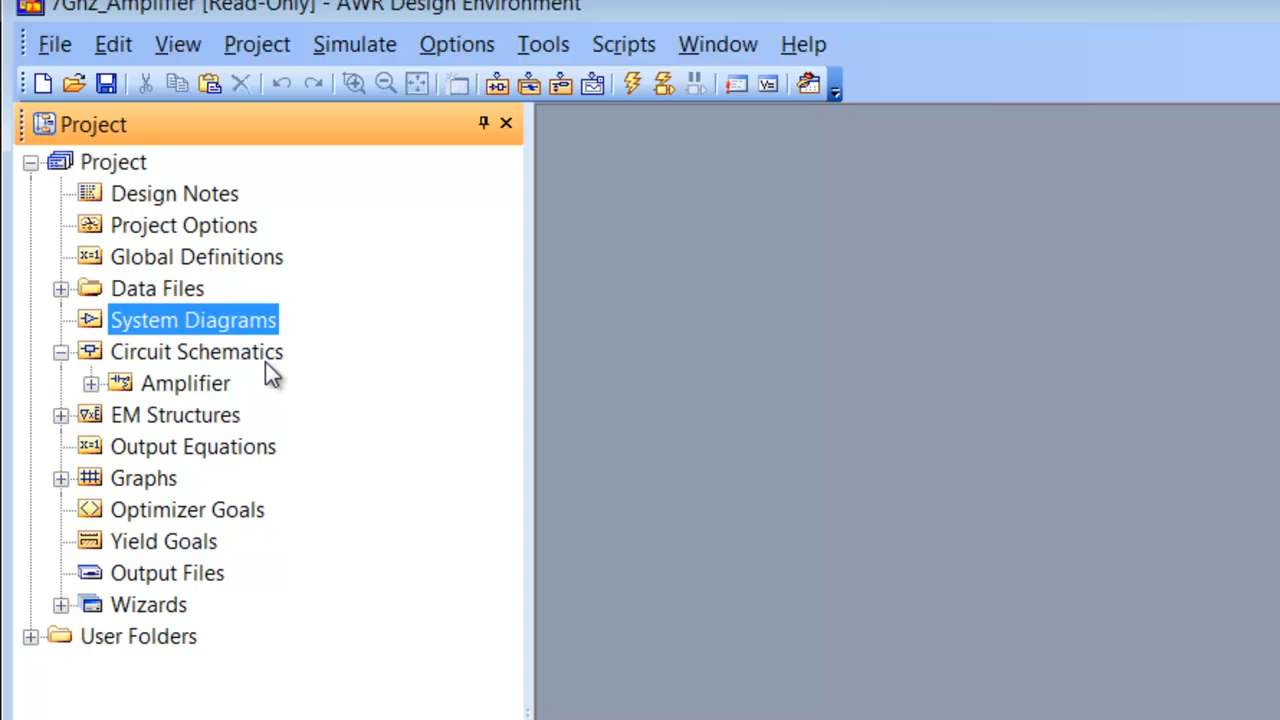 7Ghz_Amplifier [Read-Only] - AWR Design Environment
File Edit View Project Simulate Options Tools Scripts Window Help
Project
Project
Design Notes
Project Options
x=1 Global Definitions
Data Files
System Diagrams
Circuit Schematics
Amplifier
EM Structures
x=1 Output Equations
Graphs
Optimizer Goals
Yield Goals
Output Files
Wizards
User Folders